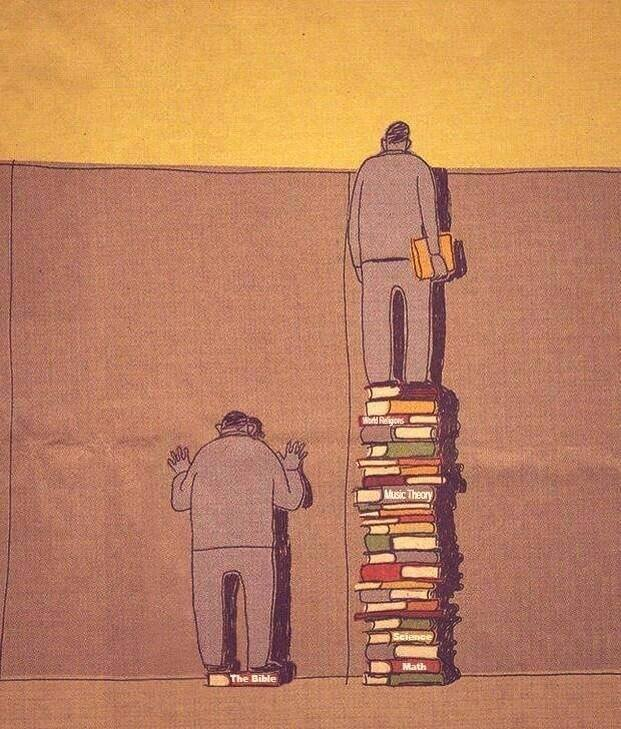 World Religions
Music Theory
Science
Math
The Bible